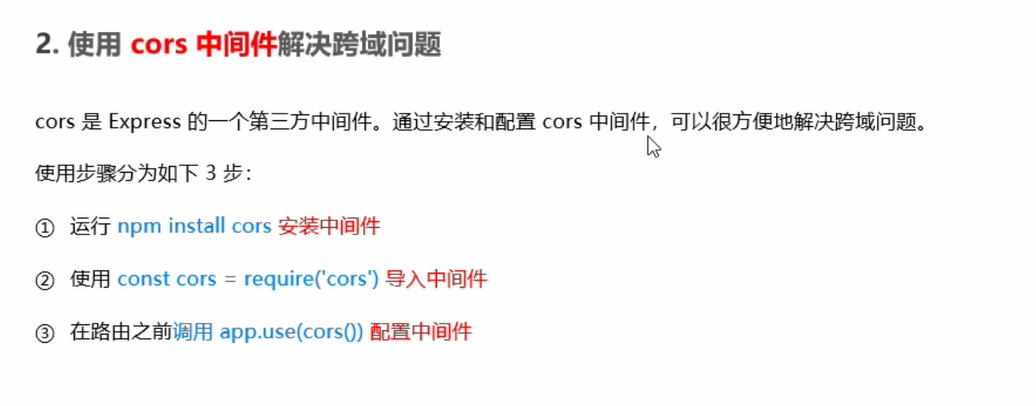 2. 使用 cors 中间件解决跨域问题
cors 是 Express 的一个第三方中间件。通过安装和配置 cors 中间件，可以很方便地解决跨域问题。
使用步骤分为如下 3 步：
① 运行 npm install cors 安装中间件
② 使用 const cors = require('cors') 导入中间件
③ 在路由之前调用 app.use(cors()) 配置中间件